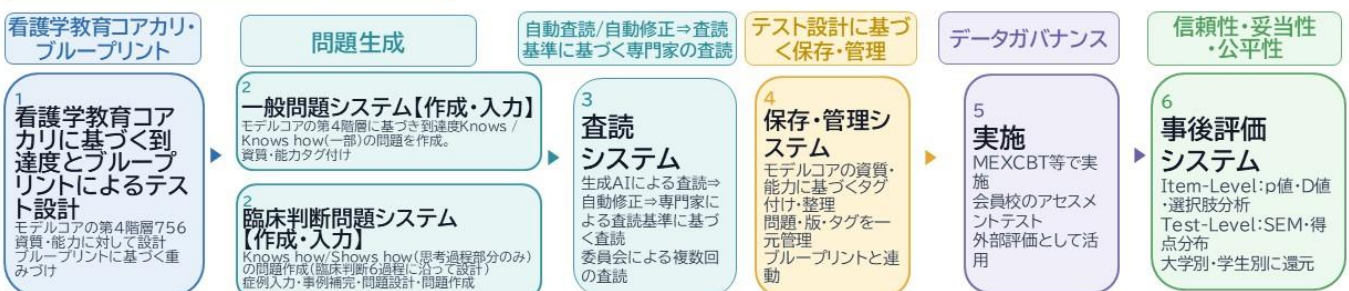 看護学教育コアカリ・
ブループリント
問題生成
自動査読/自動修正⇒査読
基準に基づく専門家の査読
テスト設計に基づ
く保存・管理
データガバナンス
信頼性・妥当性
・公平性
1
看護学教育コア
カリに基づく到
達度とブループ
リントによるテス
ト設計
モデルコアの第4階層756
資質・能力に対して設計
ブループリントに基づく重
みづけ
2
一般問題システム【作成・入力】
モデルコアの第4階層に基づき到達度Knows /
Knows how(一部)の問題を作成。
資質・能力タグ付け
2
臨床判断問題システム
【作成・入力】
Knows how/Shows how(思考過程部分のみ)
の問題作成(臨床判断6過程に沿って設計)
症例入力・事例補完・問題設計・問題作成
3
査読
システム
生成AIによる査読⇒
自動修正⇒専門家に
よる査読基準に基づ
く査読
委員会による複数回
の査読
4
保存・管理シ
ステム
モデルコアの資質・
能力に基づくタグ
付け・整理
問題・版・タグを一
元管理
ブループリントと連
動
5
実施
MEXCBT等で実
施
会員校のアセスメ
ントテスト
外部評価として活
用
6
事後評価
システム
Item-Level:p値・D値
・選択肢分析
Test-Level:SEM・得
点分布
大学別・学生別に還元